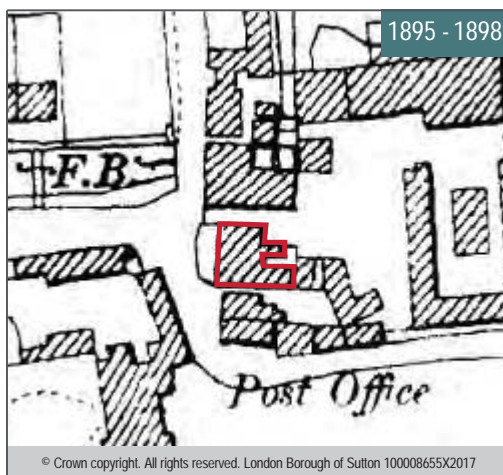 1895 - 1898
F.B.
Post Office
© Crown copyright. All rights reserved. London Borough of Sutton 100008655X2017